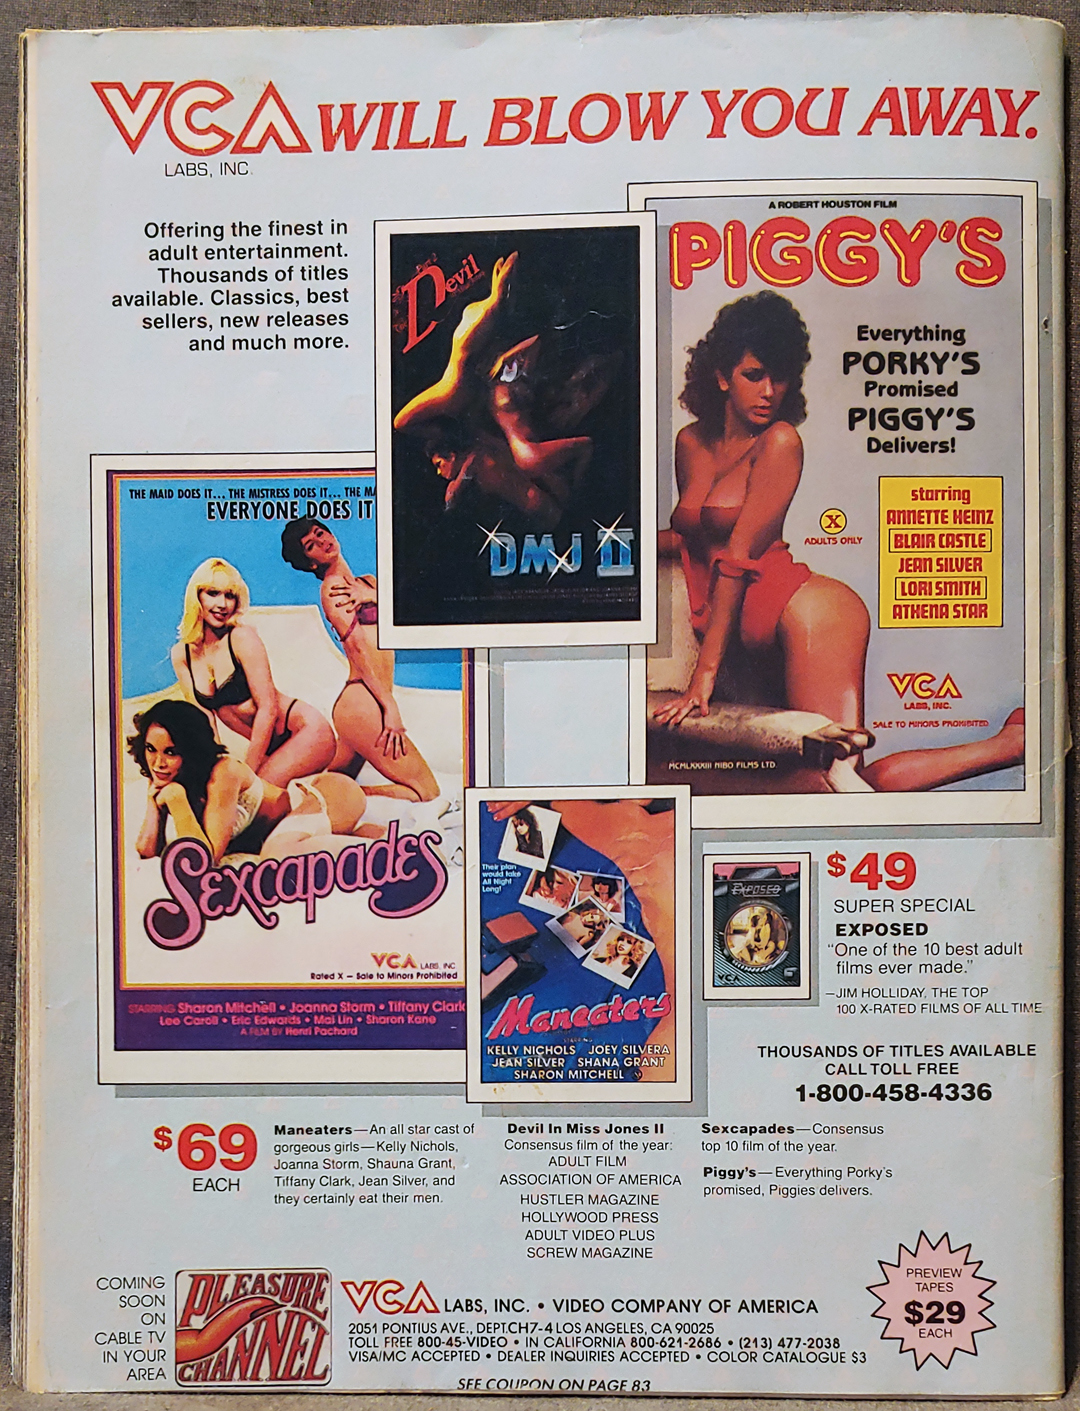 VCA WILL BLOW YOU AWAY.
LABS, INC.
Offering the finest in
adult entertainment.
Thousands of titles
available. Classics, best
sellers, new releases
and much more.
Devil
DMJ II
A ROBERT HOUSTON FILM
PIGGY'S
Everything
PORKY'S
Promised
PIGGY'S
Delivers!
X
ADULTS ONLY
starring
ANNETTE HEINZ
BLAIR CASTLE
JEAN SILVER
LORI SMITH
ATHENA STAR
VCA
LABS, INC.
SALE TO MINORS PROHIBITED
MCMLXXXIII NIBO FILMS LTD.
THE MAID DOES IT... THE MISTRESS DOES IT... THE
EVERYONE DOES IT
Sexcapades
VCA LABS, INC
Rated X — Sale to Minors Prohibited
STARRING Sharon Mitchell • Joanna Storm • Tiffany Clark
Lee Caroll • Eric Edwards • Mai Lin • Sharon Kane
A FILM BY Henri Pachard
Their plan
would take
All Night
Long!
Maneaters
STARRING
KELLY NICHOLS JOEY SILVERA
JEAN SILVER SHANA GRANT
SHARON MITCHELL
EXPOSED
VCA
$49
SUPER SPECIAL
EXPOSED
"One of the 10 best adult
films ever made."
—JIM HOLLIDAY, THE TOP
100 X-RATED FILMS OF ALL TIME
THOUSANDS OF TITLES AVAILABLE
CALL TOLL FREE
1-800-458-4336
$69
EACH
Maneaters—An all star cast of
gorgeous girls—Kelly Nichols,
Joanna Storm, Shauna Grant,
Tiffany Clark, Jean Silver, and
they certainly eat their men.
Devil In Miss Jones II
Consensus film of the year:
ADULT FILM
ASSOCIATION OF AMERICA
HUSTLER MAGAZINE
HOLLYWOOD PRESS
ADULT VIDEO PLUS
SCREW MAGAZINE
Sexcapades—Consensus
top 10 film of the year.
Piggy's—Everything Porky's
promised, Piggies delivers.
PREVIEW
TAPES
$29
EACH
COMING
SOON
ON
CABLE TV
IN YOUR
AREA
PLEASURE
CHANNEL
VCA LABS, INC. • VIDEO COMPANY OF AMERICA
2051 PONTIUS AVE., DEPT.CH7-4 LOS ANGELES, CA 90025
TOLL FREE 800-45-VIDEO • IN CALIFORNIA 800-621-2686 • (213) 477-2038
VISA/MC ACCEPTED • DEALER INQUIRIES ACCEPTED • COLOR CATALOGUE $3
SEE COUPON ON PAGE 83